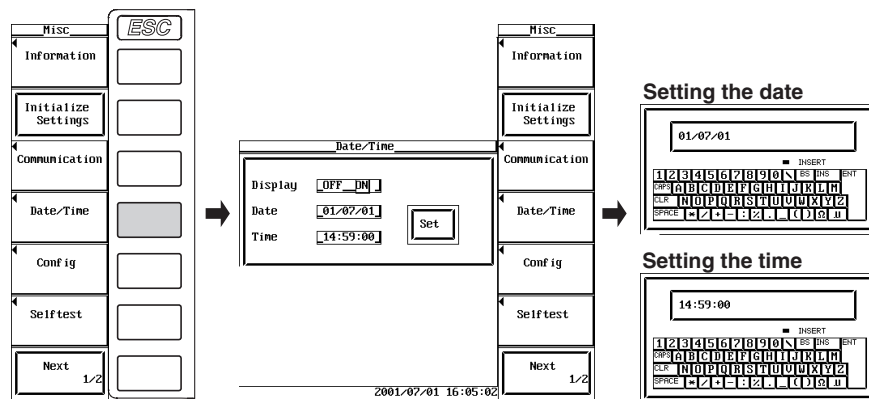 Misc
ESC
Information
Initialize
Settings
Communication
Date/Time
Config
Selftest
Next
1/2
Date/Time
Display OFF ON
Date 01/07/01
Time 14:59:00
Set
2001/07/01 16:05:02
Misc
Information
Initialize
Settings
Communication
Date/Time
Config
Selftest
Next
1/2
Setting the date
01/07/01
INSERT
1 2 3 4 5 6 7 8 9 0 \ BS INS ENT
CAPS A B C D E F G H I J K L M
CLR N O P Q R S T U V W X Y Z
SPACE * / + - : % . _ ( ) Ω μ
Setting the time
14:59:00
INSERT
1 2 3 4 5 6 7 8 9 0 \ BS INS ENT
CAPS A B C D E F G H I J K L M
CLR N O P Q R S T U V W X Y Z
SPACE * / + - : % . _ ( ) Ω μ